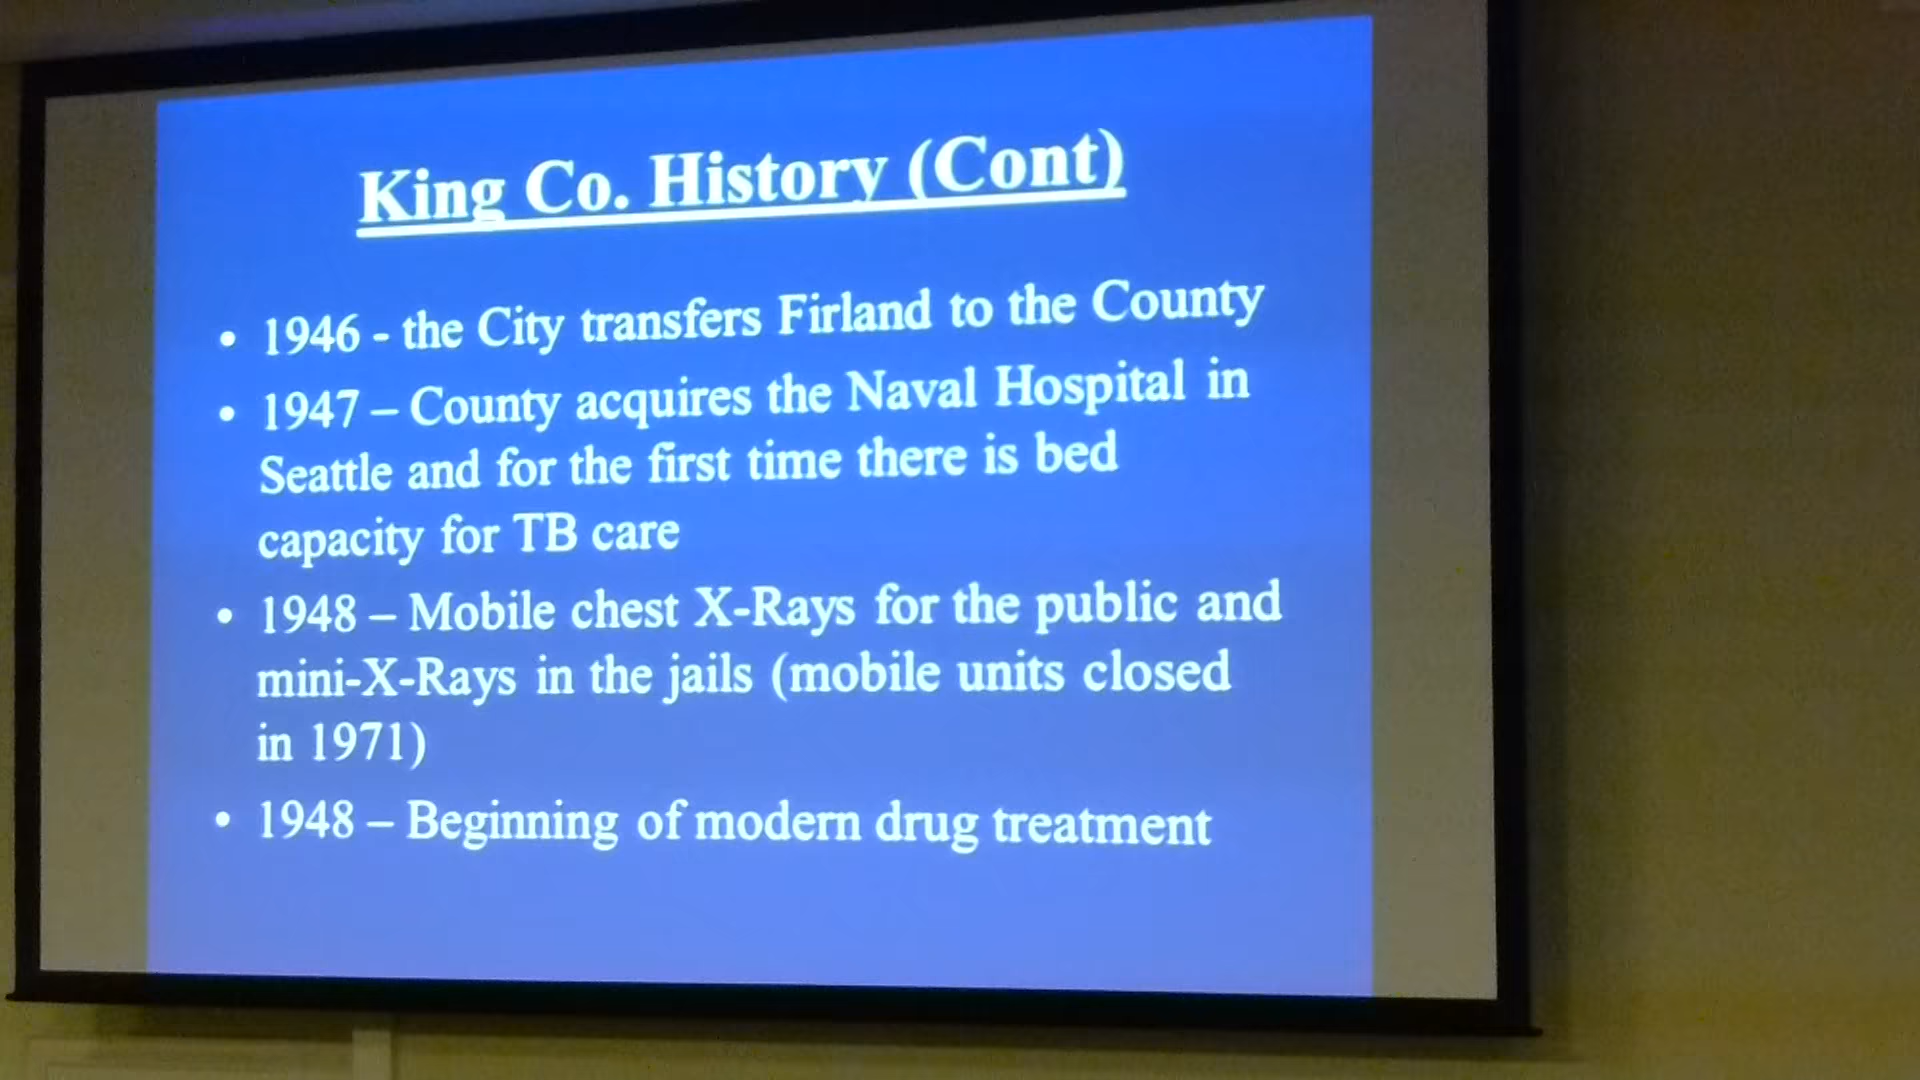 King Co. History (Cont)
• 1946 - the City transfers Firland to the County
• 1947 – County acquires the Naval Hospital in
Seattle and for the first time there is bed
capacity for TB care
• 1948 – Mobile chest X-Rays for the public and
mini-X-Rays in the jails (mobile units closed
in 1971)
• 1948 – Beginning of modern drug treatment